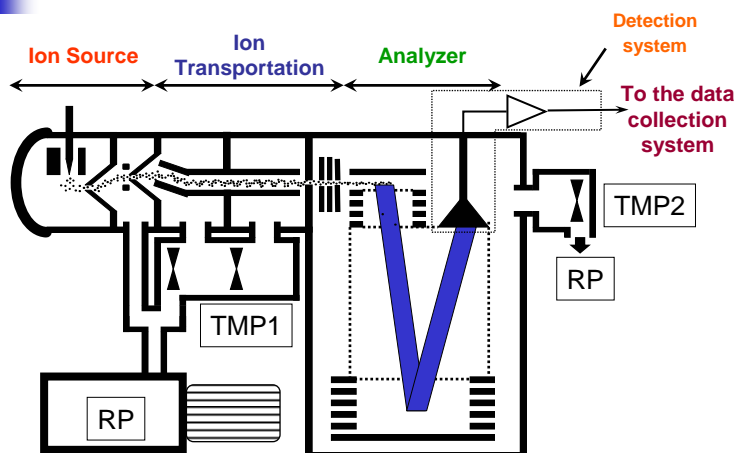 Detection
system
Ion Source
Ion
Transportation
Analyzer
To the data
collection
system
TMP2
RP
TMP1
RP